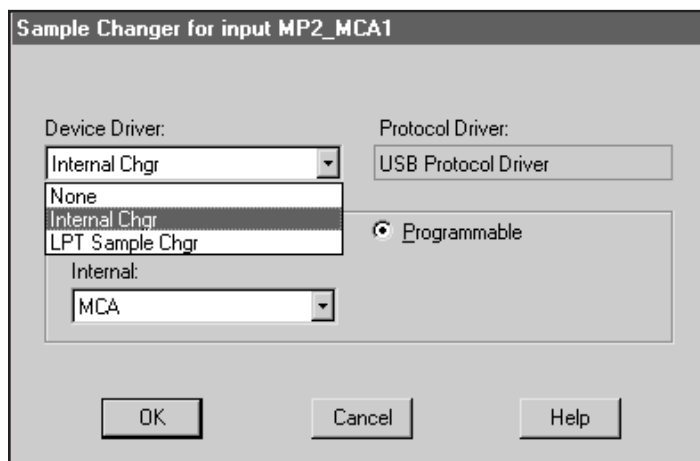 Sample Changer for input MP2_MCA1
Device Driver:
Protocol Driver:
Internal Chgr
USB Protocol Driver
None
Internal Chgr
LPT Sample Chgr
Programmable
Internal:
MCA
OK
Cancel
Help